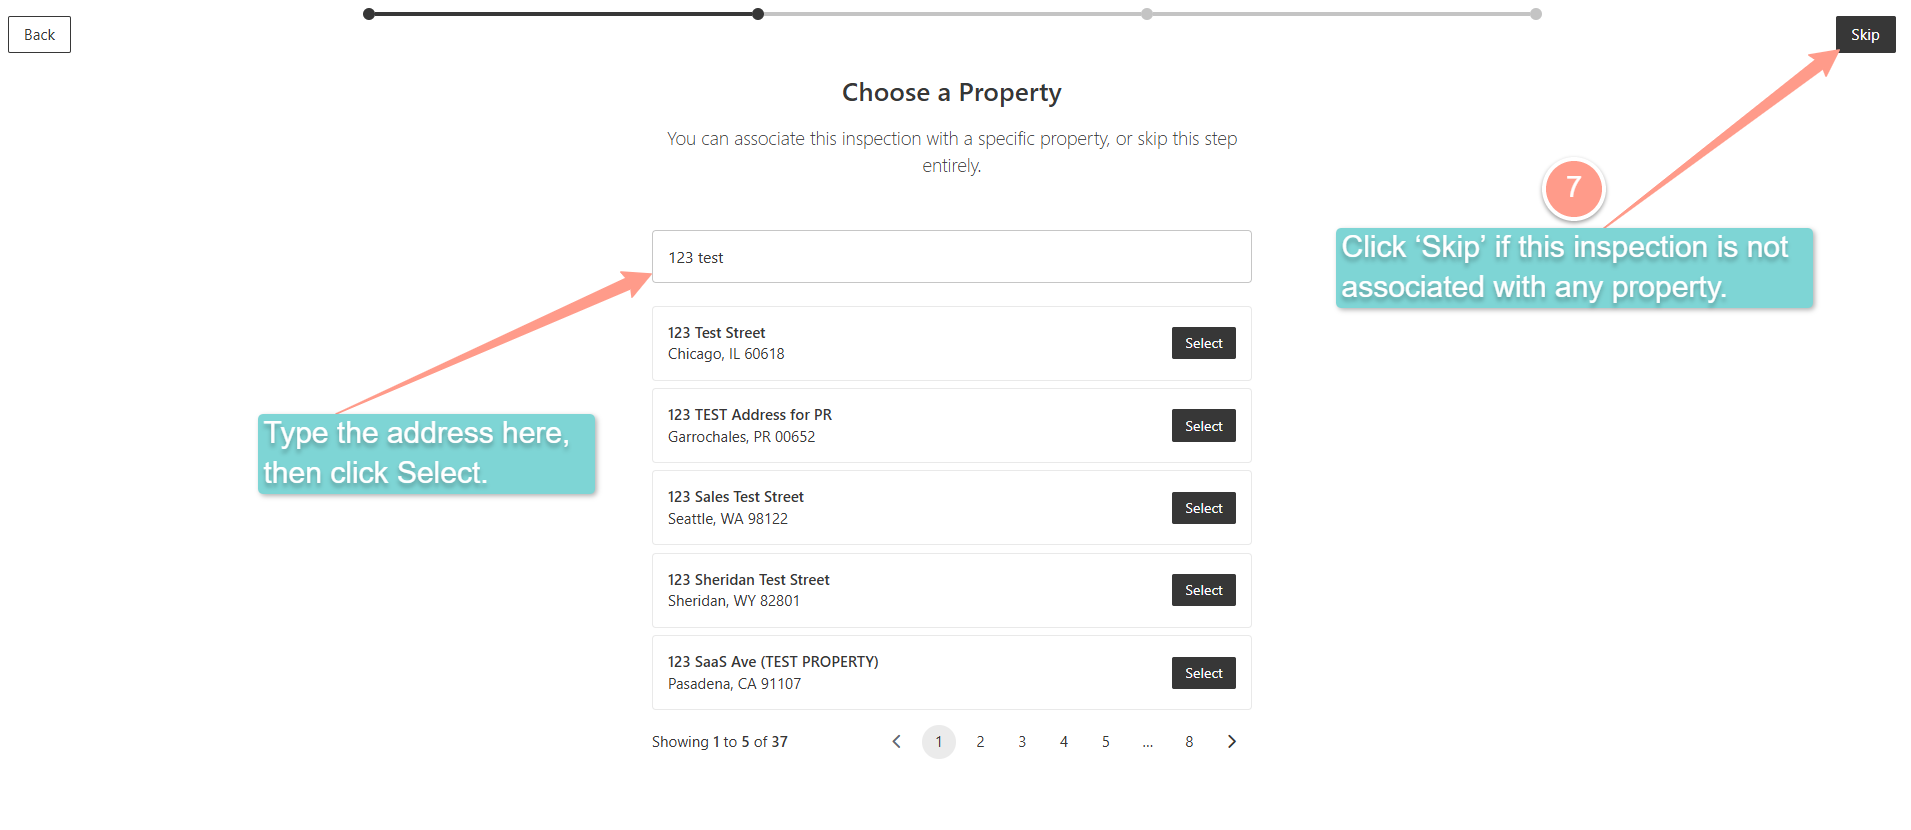 Back
Skip
Choose a Property
You can associate this inspection with a specific property, or skip this step
entirely.
7
Click ‘Skip’ if this inspection is not
associated with any property.
123 test
123 Test Street
Chicago, IL 60618
Select
Type the address here,
then click Select.
123 TEST Address for PR
Garrochales, PR 00652
Select
123 Sales Test Street
Seattle, WA 98122
Select
123 Sheridan Test Street
Sheridan, WY 82801
Select
123 SaaS Ave (TEST PROPERTY)
Pasadena, CA 91107
Select
Showing 1 to 5 of 37
1 2 3 4 5 ... 8